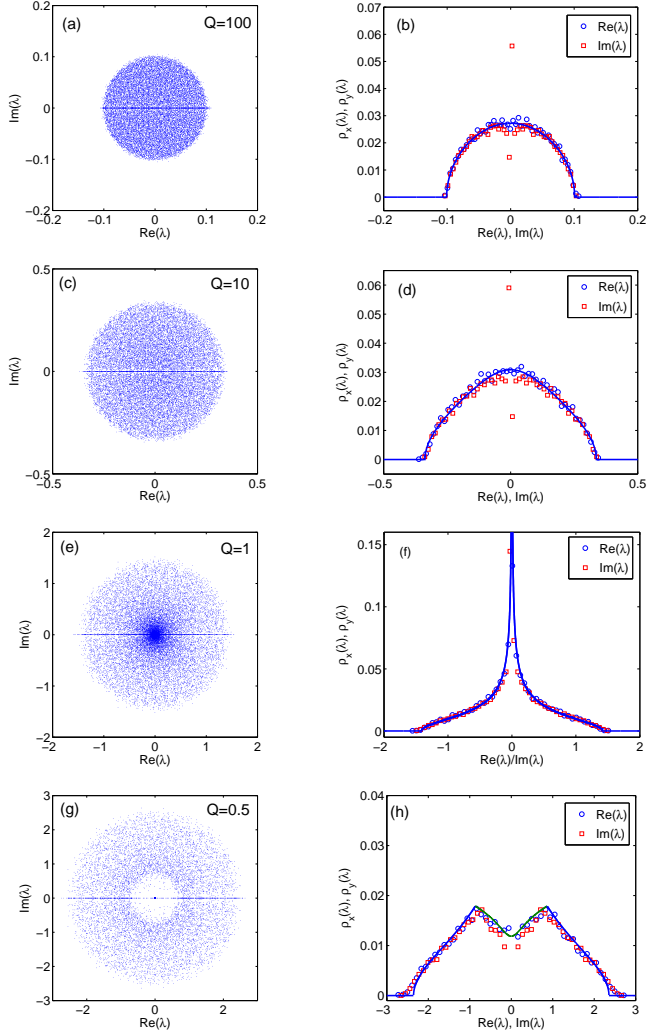 (a)
Q=100
0.2
0.1
0
−0.1
−0.2
Im(λ)
−0.2
−0.1
0
0.1
0.2
Re(λ)
(b)
Re(λ)
Im(λ)
0.07
0.06
0.05
0.04
0.03
0.02
0.01
0
ρx(λ), ρy(λ)
−0.2
−0.1
0
0.1
0.2
Re(λ), Im(λ)
(c)
Q=10
0.5
0
−0.5
Im(λ)
−0.5
0
0.5
Re(λ)
(d)
Re(λ)
Im(λ)
0.06
0.05
0.04
0.03
0.02
0.01
0
ρx(λ), ρy(λ)
−0.5
0
0.5
Re(λ), Im(λ)
(e)
Q=1
2
1
0
−1
−2
Im(λ)
−2
−1
0
1
2
Re(λ)
(f)
Re(λ)
Im(λ)
0.15
0.1
0.05
0
ρx(λ), ρy(λ)
−2
−1
0
1
2
Re(λ)/Im(λ)
(g)
Q=0.5
3
2
1
0
−1
−2
−3
Im(λ)
−2
0
2
Re(λ)
(h)
Re(λ)
Im(λ)
0.04
0.03
0.02
0.01
0
ρx(λ), ρy(λ)
−3
−2
−1
0
1
2
3
Re(λ), Im(λ)